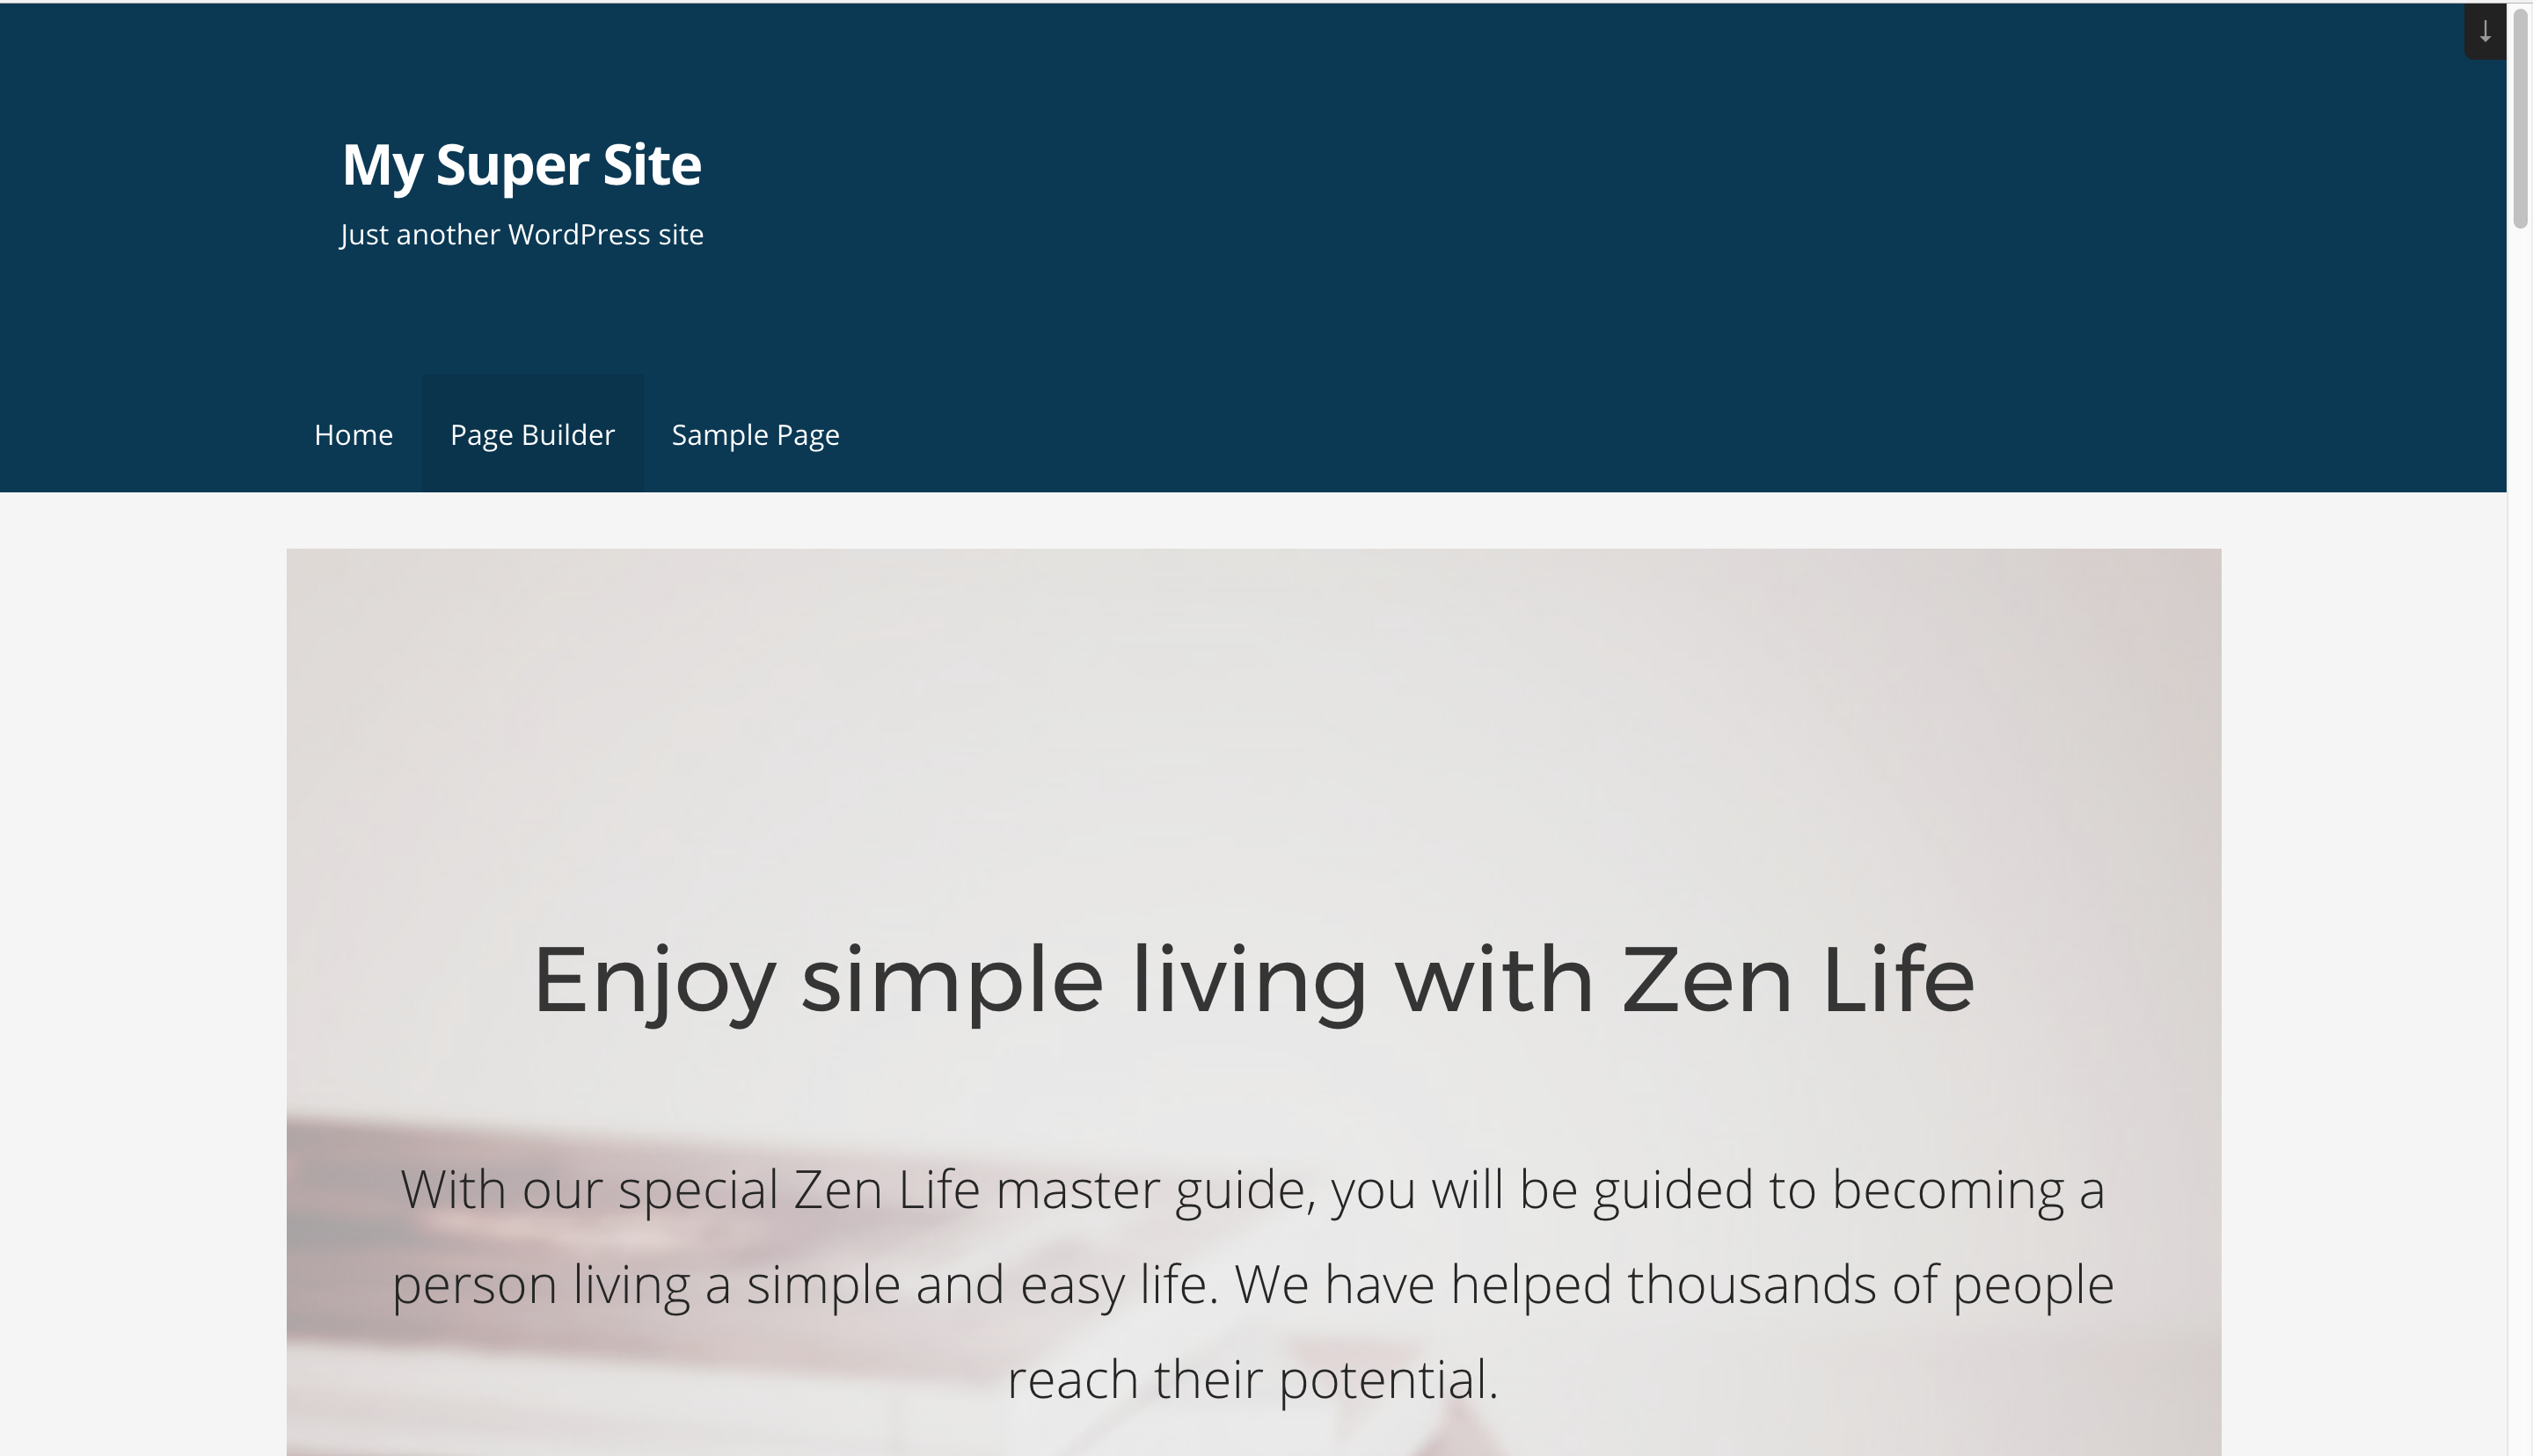 My Super Site
Just another WordPress site
Home Page Builder Sample Page
Enjoy simple living with Zen Life
With our special Zen Life master guide, you will be guided to becoming a
person living a simple and easy life. We have helped thousands of people
reach their potential.